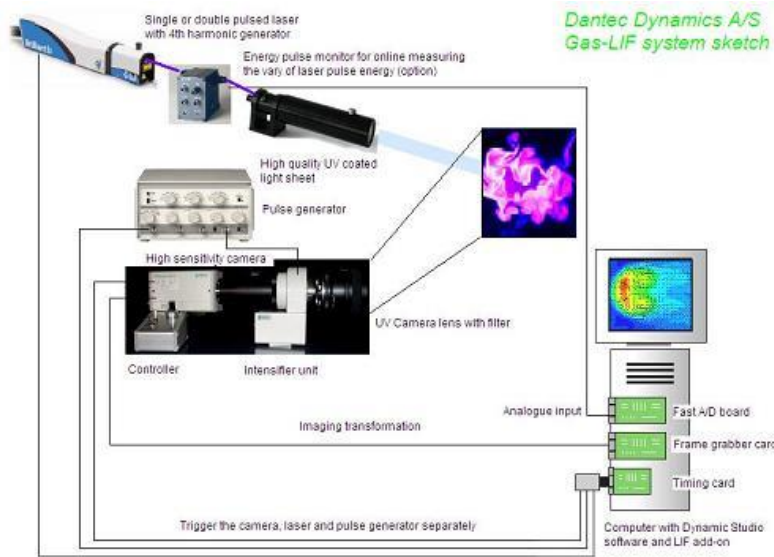 Dantec Dynamics A/S
Gas-LIF system sketch
Single or double pulsed laser
with 4th harmonic generator
Energy pulse monitor for online measuring
the vary of laser pulse energy (option)
High quality UV coated
light sheet
Pulse generator
High sensitivity camera
UV Camera lens with filter
Controller
Intensifier unit
Analogue input
Fast A/D board
Imaging transformation
Frame grabber card
Timing card
Trigger the camera, laser and pulse generator separately
Computer with Dynamic Studio
software and LIF add-on